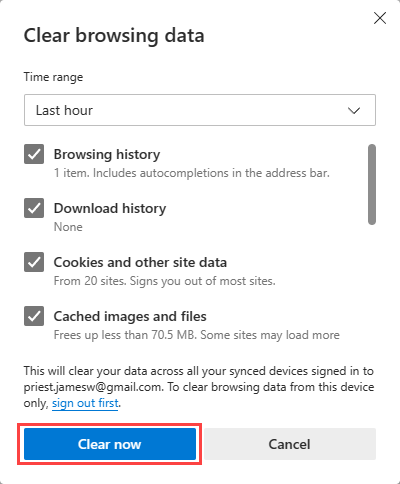 Clear browsing data
Time range
Last hour
Browsing history
1 item. Includes autocompletions in the address bar.
Download history
None
Cookies and other site data
From 20 sites. Signs you out of most sites.
Cached images and files
Frees up less than 70.5 MB. Some sites may load more
This will clear your data across all your synced devices signed in to
priest.jamesw@gmail.com. To clear browsing data from this device
only, sign out first.
Clear now
Cancel